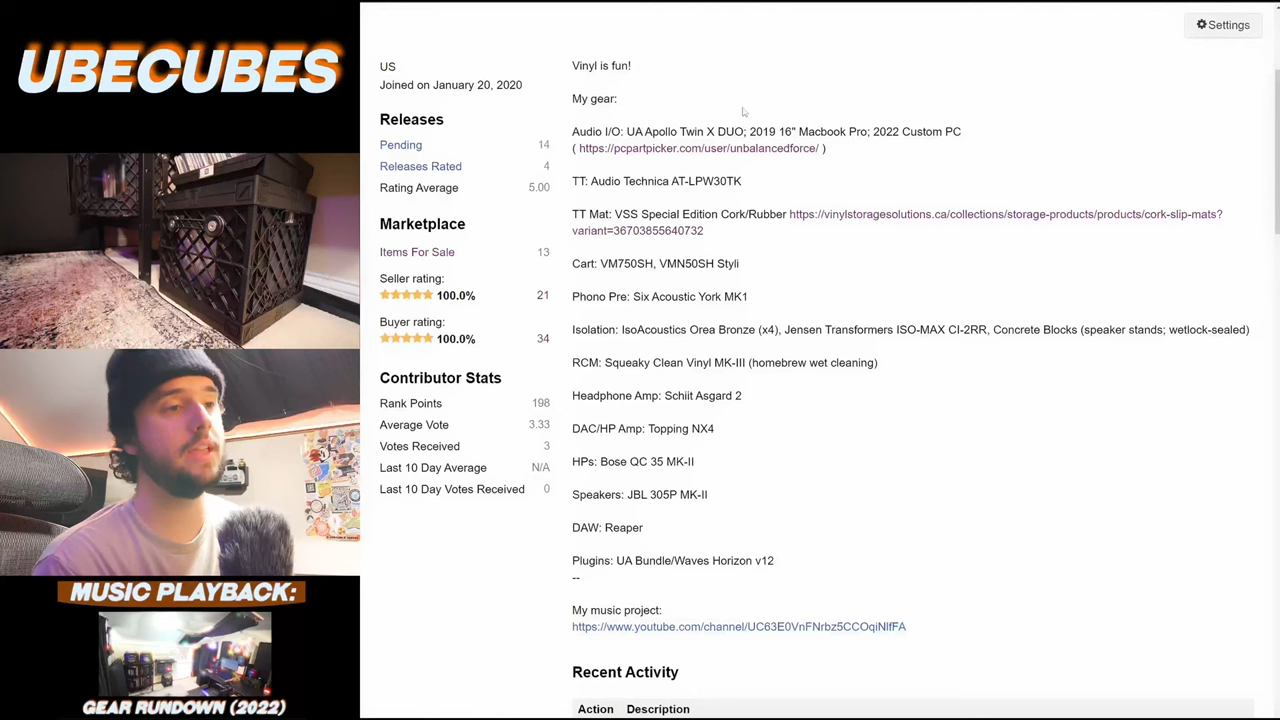 UBECUBES
MUSIC PLAYBACK:
GEAR RUNDOWN (2022)
Settings
US
Joined on January 20, 2020
Releases
Pending 14
Releases Rated 4
Rating Average 5.00
Marketplace
Items For Sale 13
Seller rating:
100.0% 21
Buyer rating:
100.0% 34
Contributor Stats
Rank Points 198
Average Vote 3.33
Votes Received 3
Last 10 Day Average N/A
Last 10 Day Votes Received 0
Vinyl is fun!
My gear:
Audio I/O: UA Apollo Twin X DUO; 2019 16" Macbook Pro; 2022 Custom PC
( https://pcpartpicker.com/user/unbalancedforce/ )
TT: Audio Technica AT-LPW30TK
TT Mat: VSS Special Edition Cork/Rubber https://vinylstoragesolutions.ca/collections/storage-products/products/cork-slip-mats?
variant=36703855640732
Cart: VM750SH, VMN50SH Styli
Phono Pre: Six Acoustic York MK1
Isolation: IsoAcoustics Orea Bronze (x4), Jensen Transformers ISO-MAX CI-2RR, Concrete Blocks (speaker stands; wetlock-sealed)
RCM: Squeaky Clean Vinyl MK-III (homebrew wet cleaning)
Headphone Amp: Schiit Asgard 2
DAC/HP Amp: Topping NX4
HPs: Bose QC 35 MK-II
Speakers: JBL 305P MK-II
DAW: Reaper
Plugins: UA Bundle/Waves Horizon v12
--
My music project:
https://www.youtube.com/channel/UC63E0VnFNrbz5CCOqiNlfFA
Recent Activity
Action Description